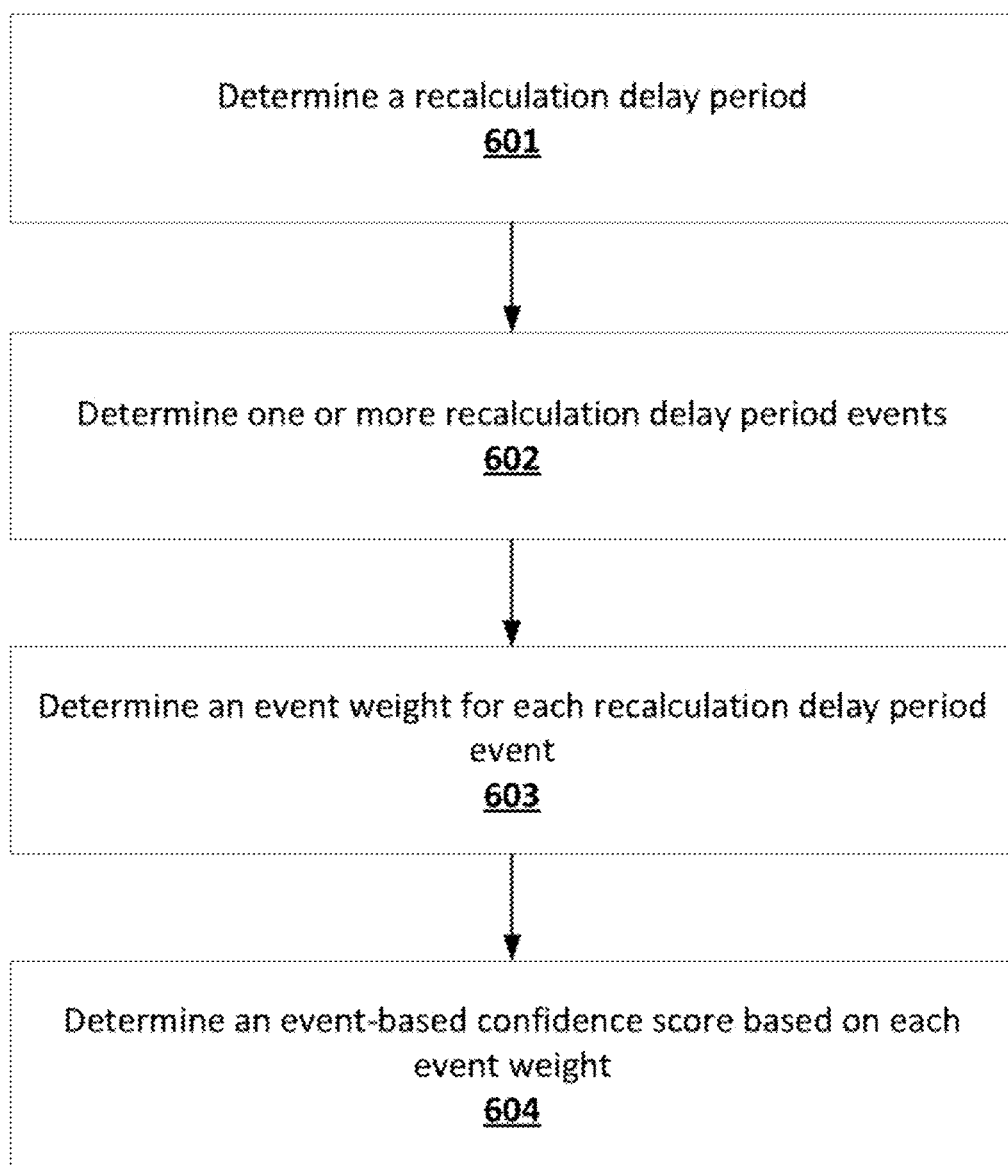 Determine a recalculation delay period
601
Determine one or more recalculation delay period events
602
Determine an event weight for each recalculation delay period
event
603
Determine an event-based confidence score based on each
event weight
604